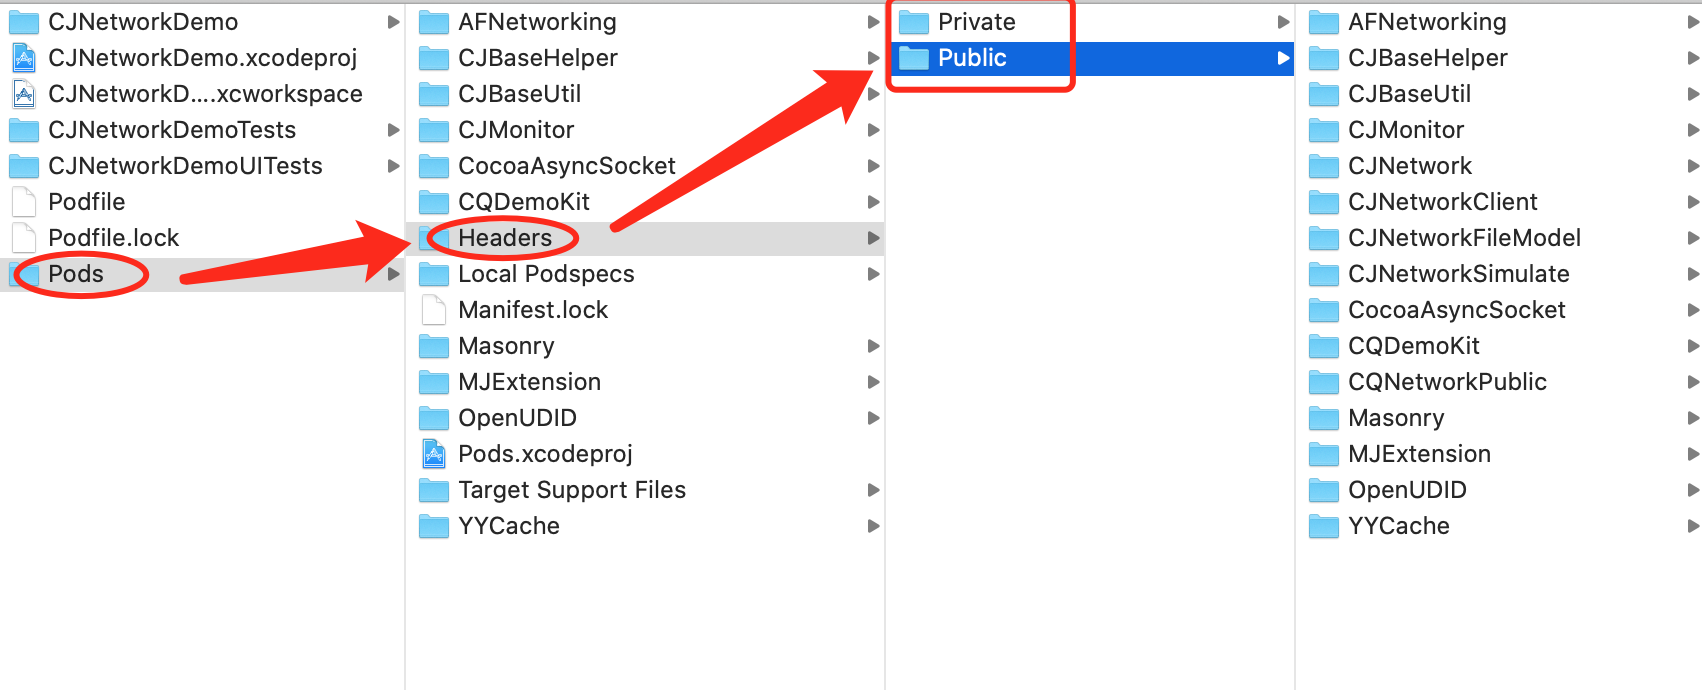 CJNetworkDemo
CJNetworkDemo.xcodeproj
CJNetworkD....xcworkspace
CJNetworkDemoTests
CJNetworkDemoUITests
Podfile
Podfile.lock
Pods
AFNetworking
CJBaseHelper
CJBaseUtil
CJMonitor
CocoaAsyncSocket
CQDemoKit
Headers
Local Podspecs
Manifest.lock
Masonry
MJExtension
OpenUDID
Pods.xcodeproj
Target Support Files
YYCache
Private
Public
AFNetworking
CJBaseHelper
CJBaseUtil
CJMonitor
CJNetwork
CJNetworkClient
CJNetworkFileModel
CJNetworkSimulate
CocoaAsyncSocket
CQDemoKit
CQNetworkPublic
Masonry
MJExtension
OpenUDID
YYCache